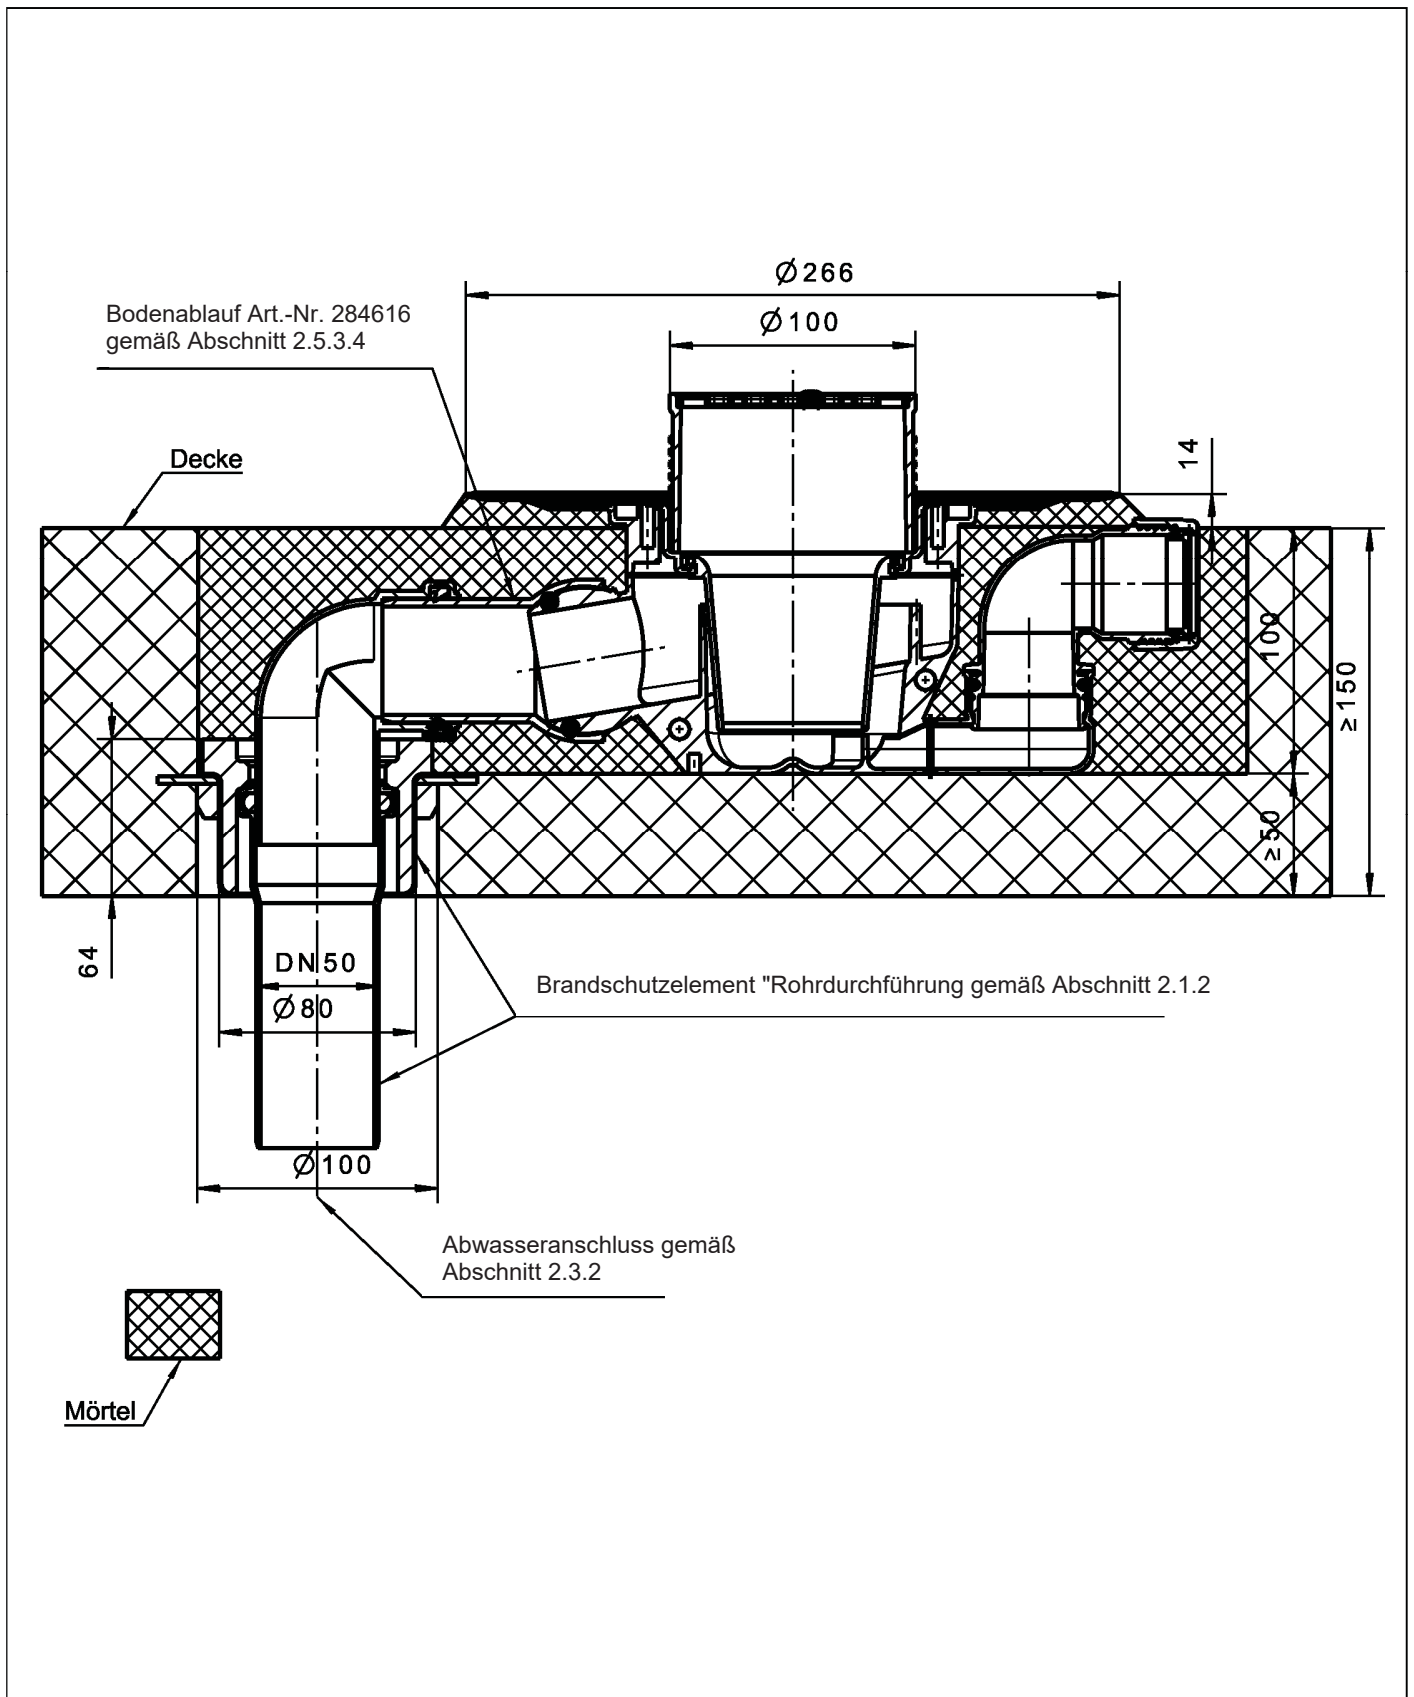 Ø266
Bodenablauf Art.-Nr. 284616
gemäß Abschnitt 2.5.3.4
Ø100
Decke
14
100
≥150
≥50
64
DN50
Ø80
Brandschutzelement "Rohrdurchführung gemäß Abschnitt 2.1.2
Ø100
Abwasseranschluss gemäß
Abschnitt 2.3.2
Mörtel